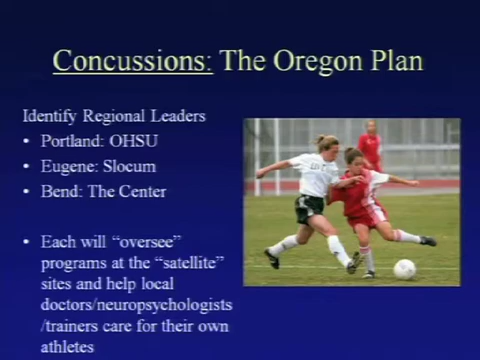 Concussions: The Oregon Plan
Identify Regional Leaders
• Portland: OHSU
• Eugene: Slocum
• Bend: The Center
• Each will “oversee”
programs at the “satellite”
sites and help local
doctors/neuropsychologists
/trainers care for their own
athletes